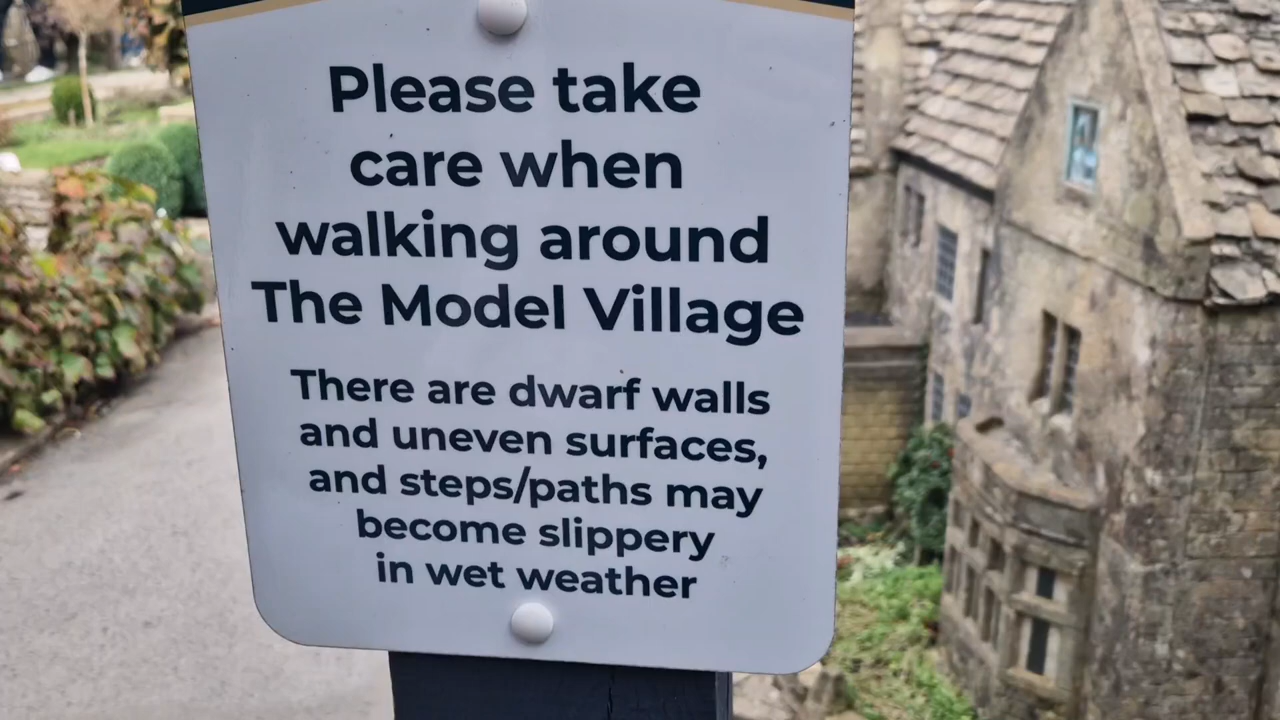 Please take
care when
walking around
The Model Village
There are dwarf walls
and uneven surfaces,
and steps/paths may
become slippery
in wet weather